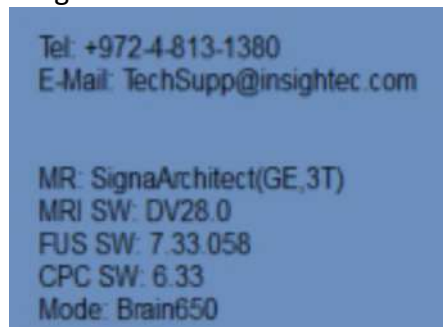 Tel: +972-4-813-1380
E-Mail: TechSupp@insightec.com
MR: SignaArchitect(GE,3T)
MRI SW: DV28.0
FUS SW: 7.33.058
CPC SW: 6.33
Mode: Brain650